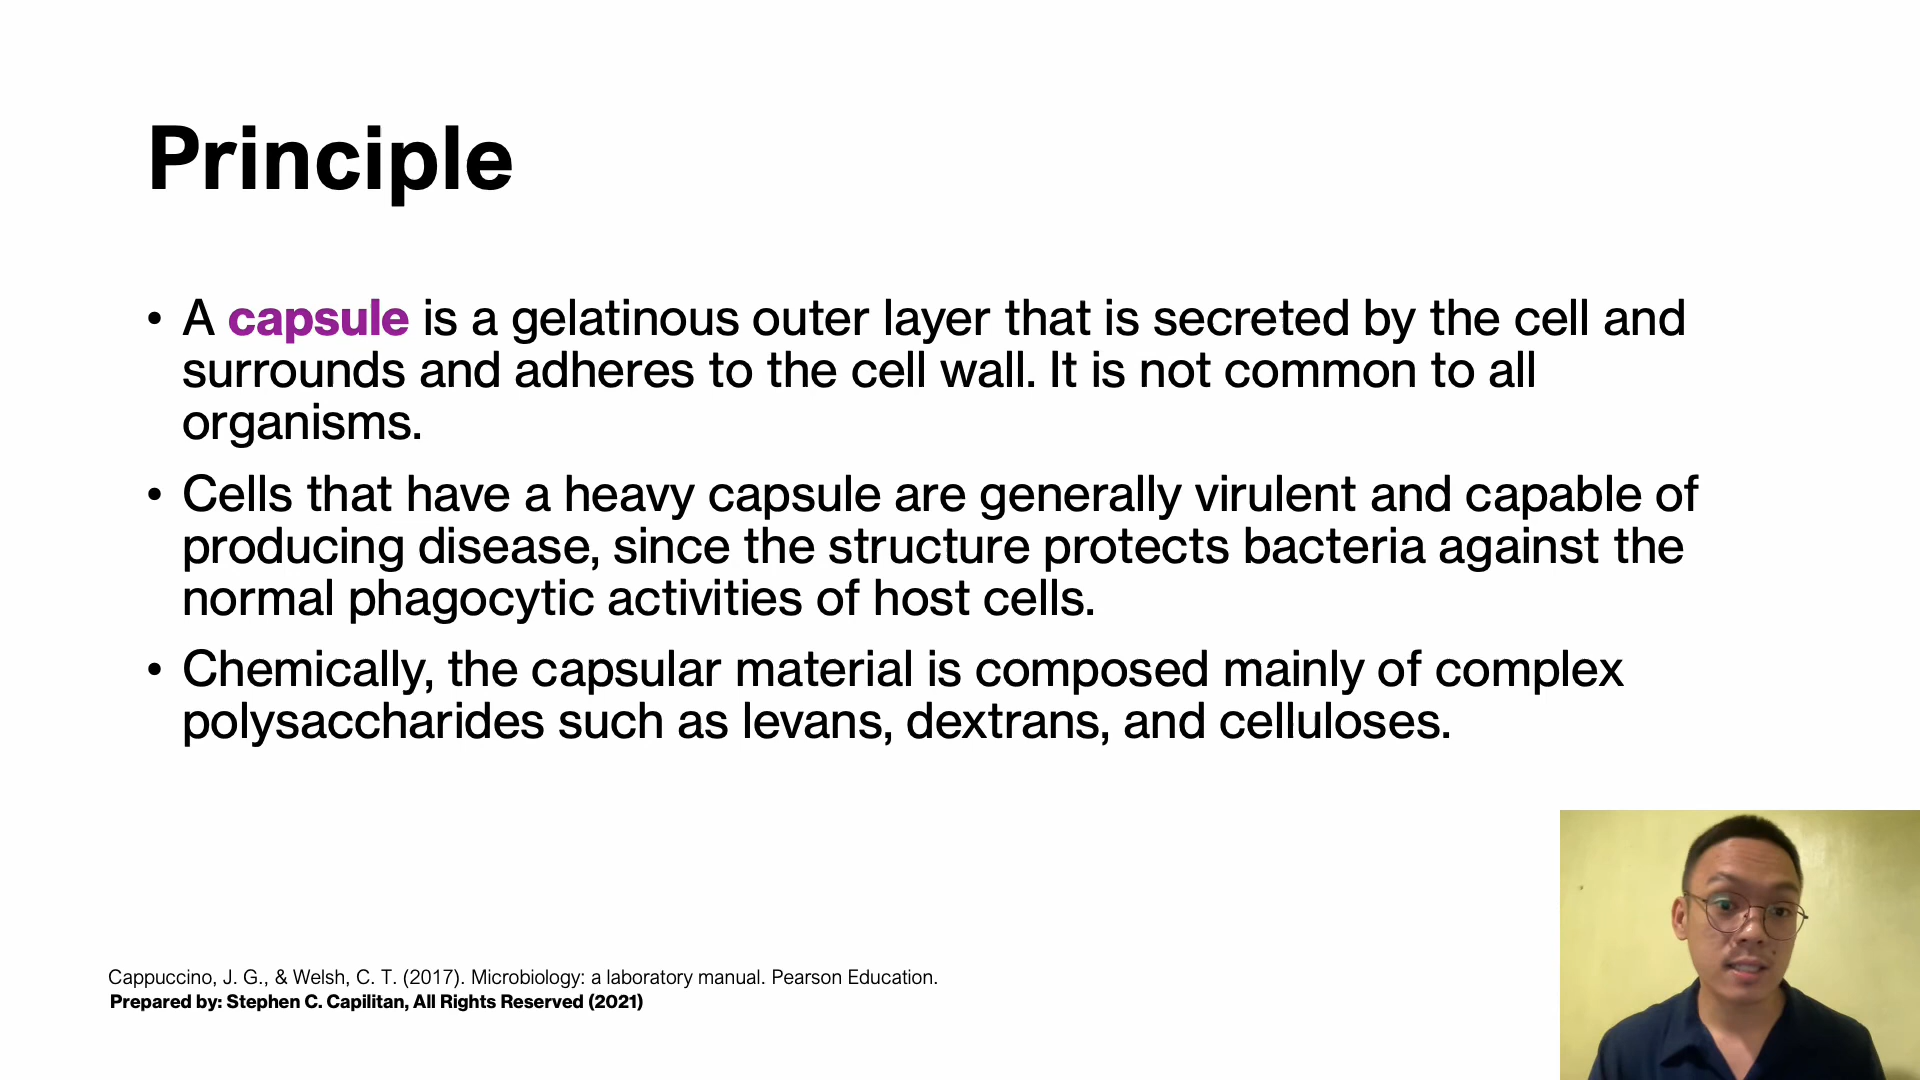 Principle
• A capsule is a gelatinous outer layer that is secreted by the cell and
surrounds and adheres to the cell wall. It is not common to all
organisms.
• Cells that have a heavy capsule are generally virulent and capable of
producing disease, since the structure protects bacteria against the
normal phagocytic activities of host cells.
• Chemically, the capsular material is composed mainly of complex
polysaccharides such as levans, dextrans, and celluloses.
Cappuccino, J. G., & Welsh, C. T. (2017). Microbiology: a laboratory manual. Pearson Education.
Prepared by: Stephen C. Capilitan, All Rights Reserved (2021)